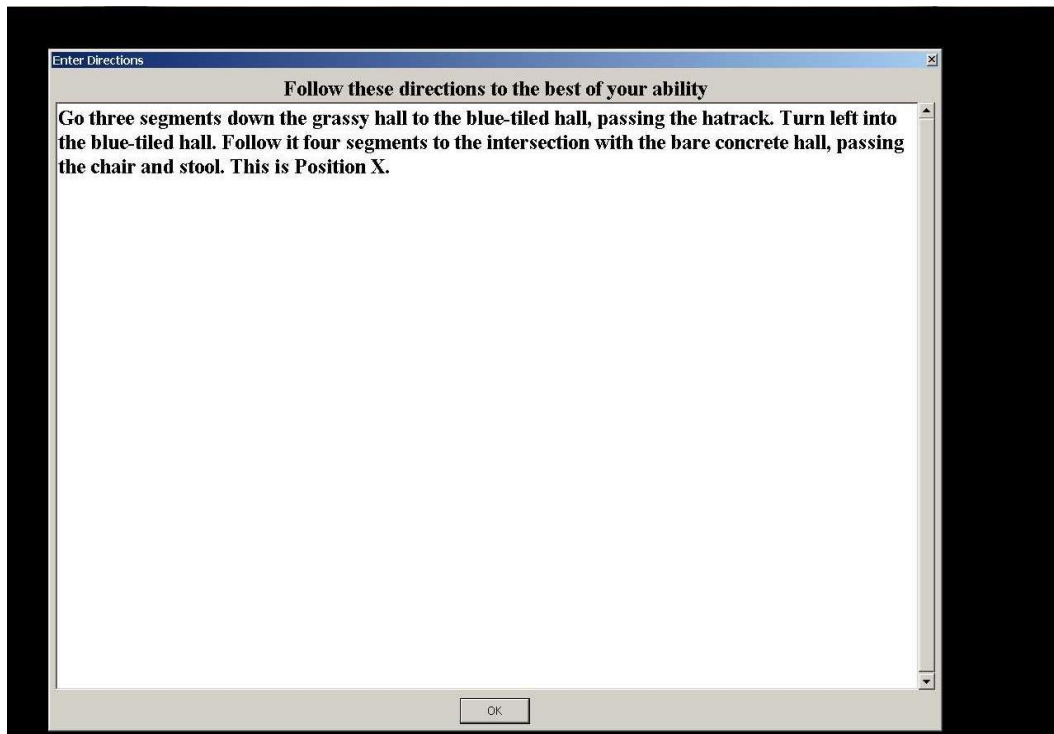 Enter Directions
Follow these directions to the best of your ability
Go three segments down the grassy hall to the blue-tiled hall, passing the hatrack. Turn left into
the blue-tiled hall. Follow it four segments to the intersection with the bare concrete hall, passing
the chair and stool. This is Position X.
OK